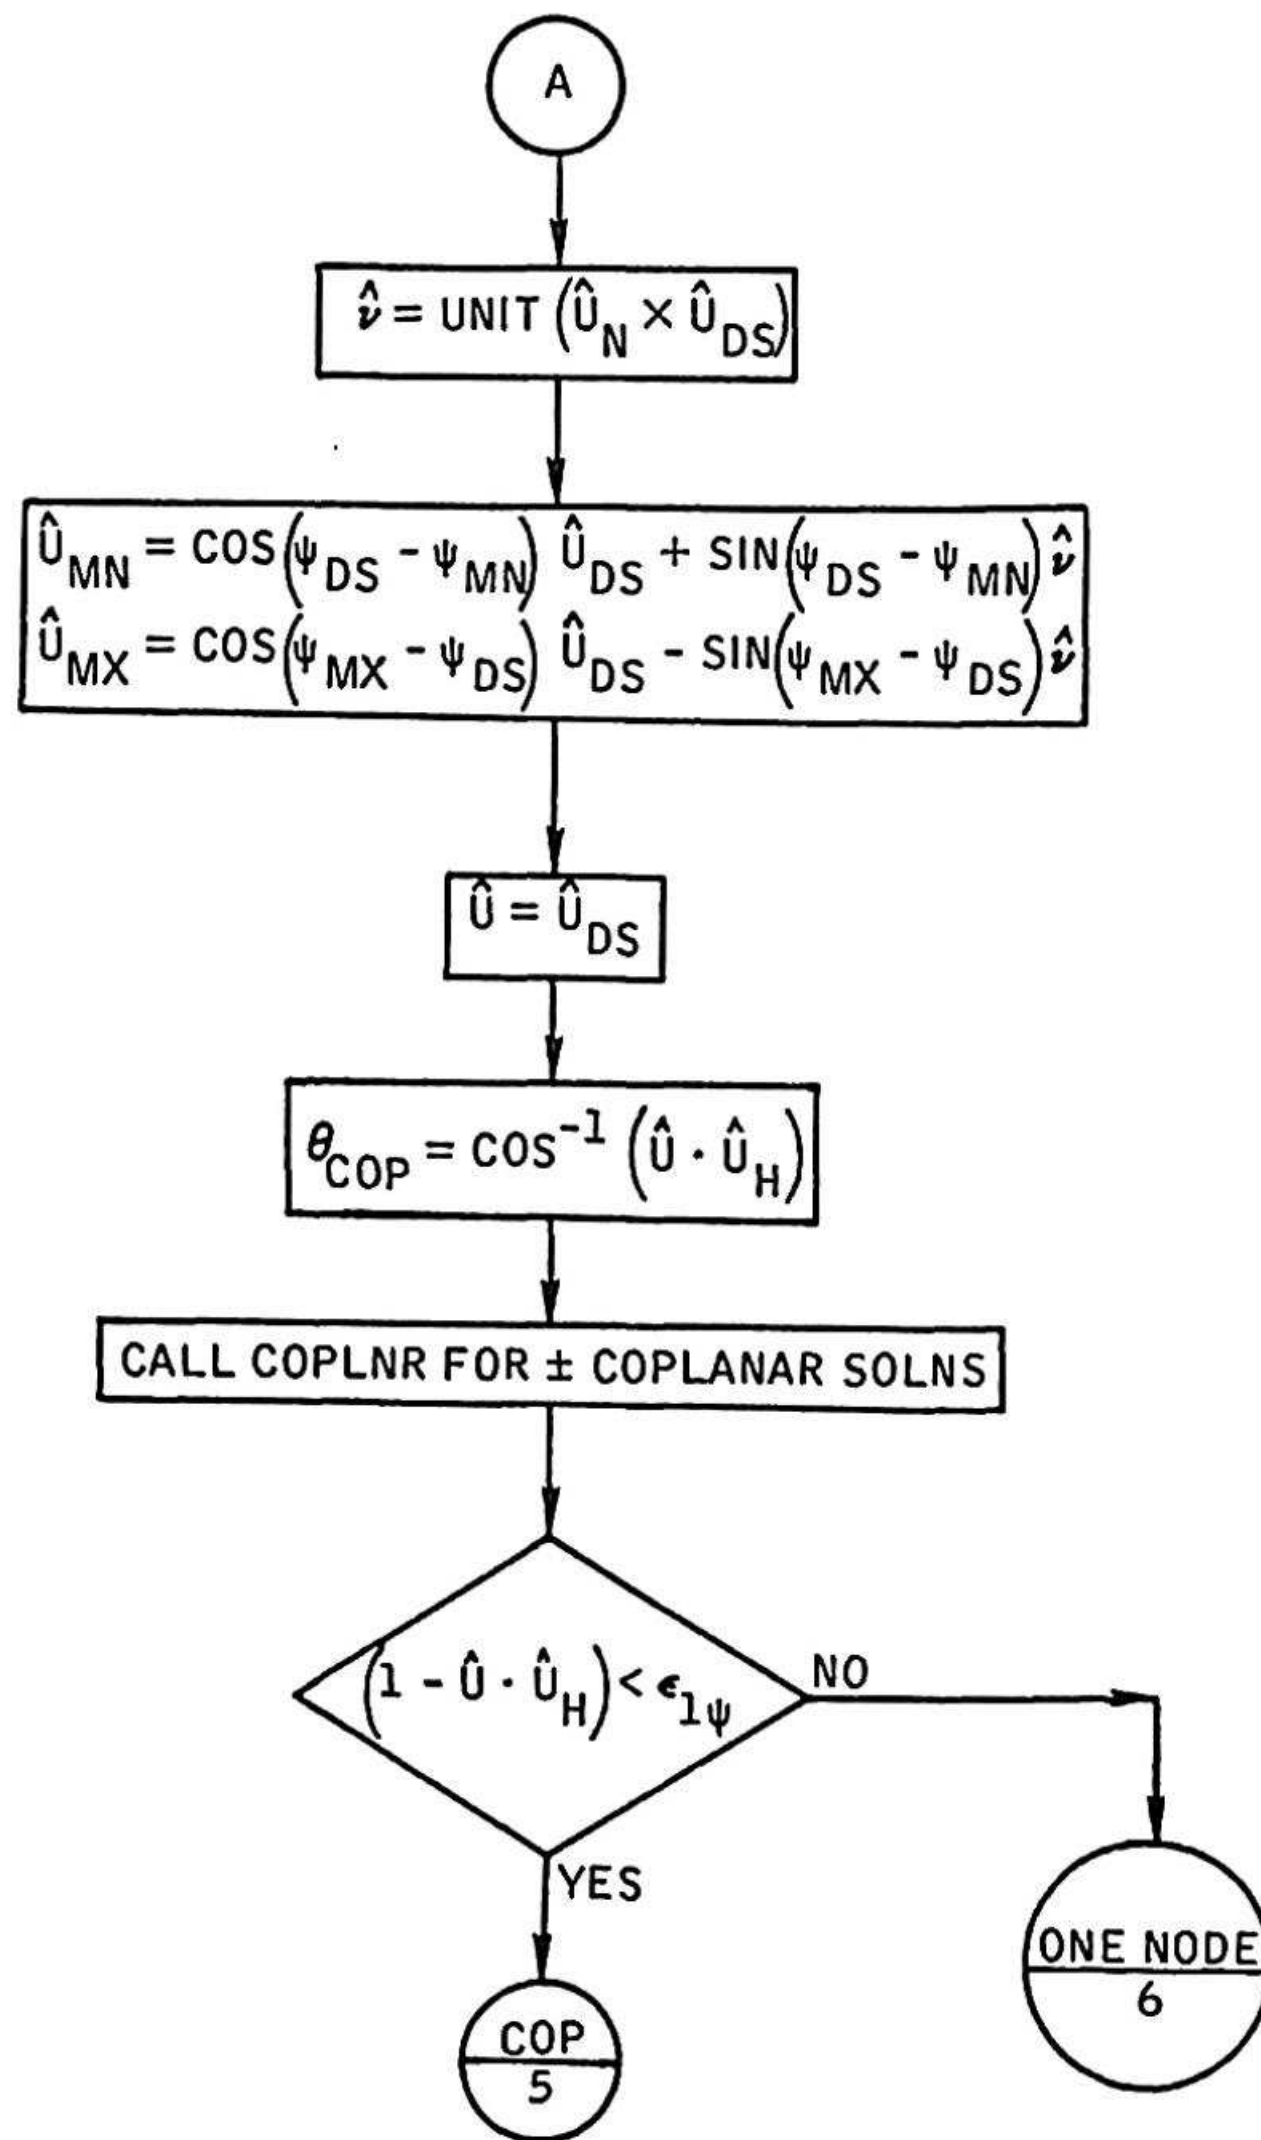 A
ν̂ = UNIT (Û_N × Û_DS)
Û_MN = COS(ψ_DS - ψ_MN) Û_DS + SIN(ψ_DS - ψ_MN) ν̂
Û_MX = COS(ψ_MX - ψ_DS) Û_DS - SIN(ψ_MX - ψ_DS) ν̂
Û = Û_DS
θ_COP = COS⁻¹ (Û · Û_H)
CALL COPLNR FOR ± COPLANAR SOLNS
(1 - Û · Û_H) < ϵ_1ψ
NO
YES
ONE NODE
6
COP
5